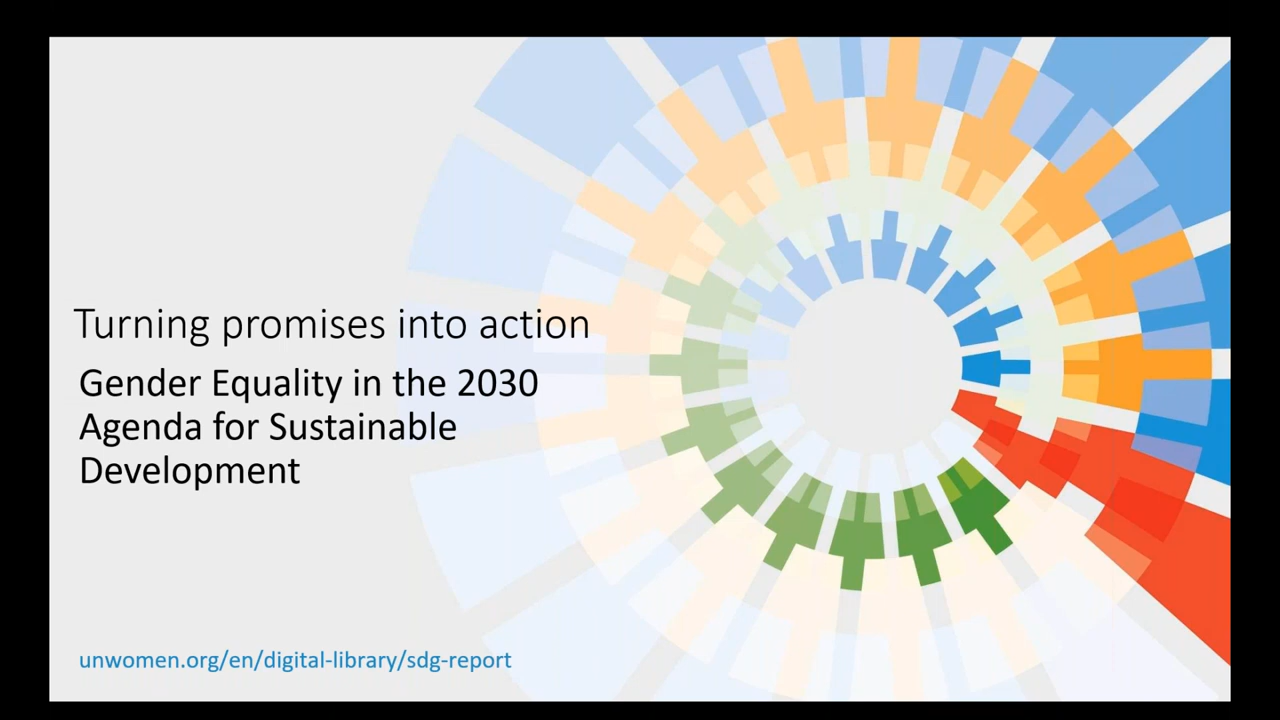 Turning promises into action
Gender Equality in the 2030
Agenda for Sustainable
Development
unwomen.org/en/digital-library/sdg-report